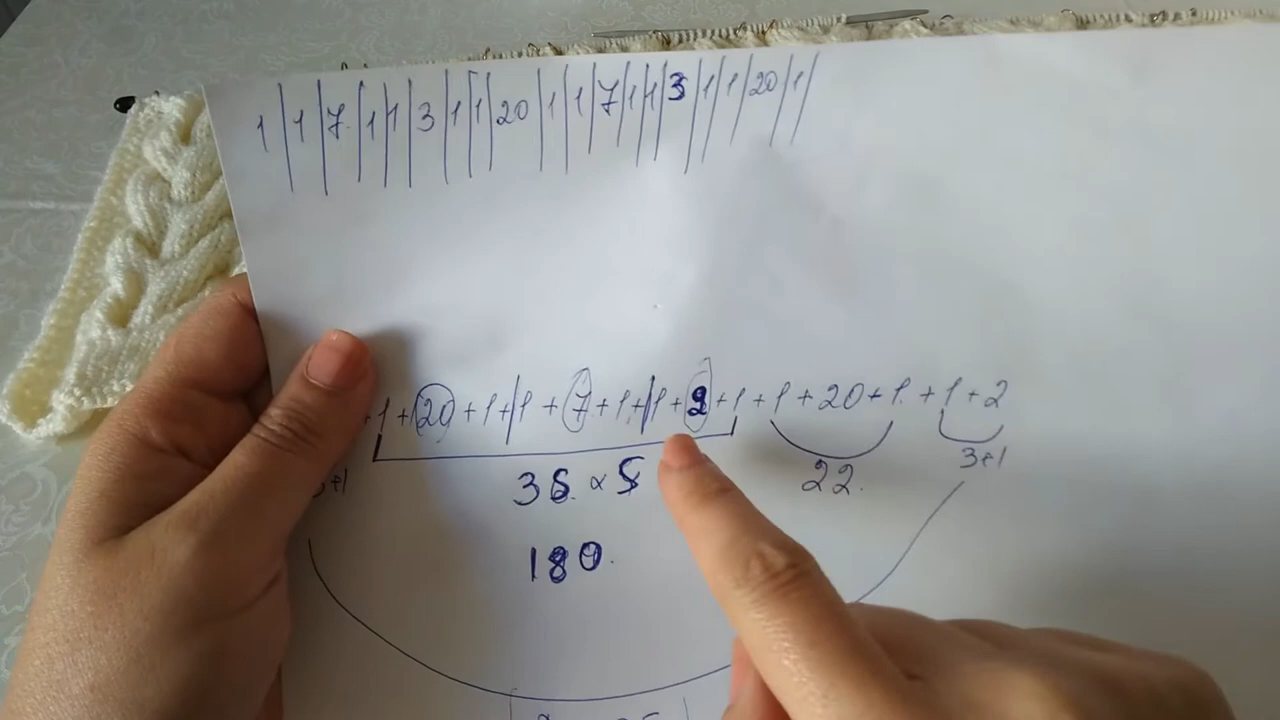 1 | 1 | 7 | 1 | 1 | 3 | 1 | 1 | 20 | 1 | 1 | 7 | 1 | 1 | 3 | 1 | 1 | 20 | 1 |
+1+20+1+|1+7+1+|1+2+1+1+20+1+1+2
+1 36 x 5 22. 3+1
180.